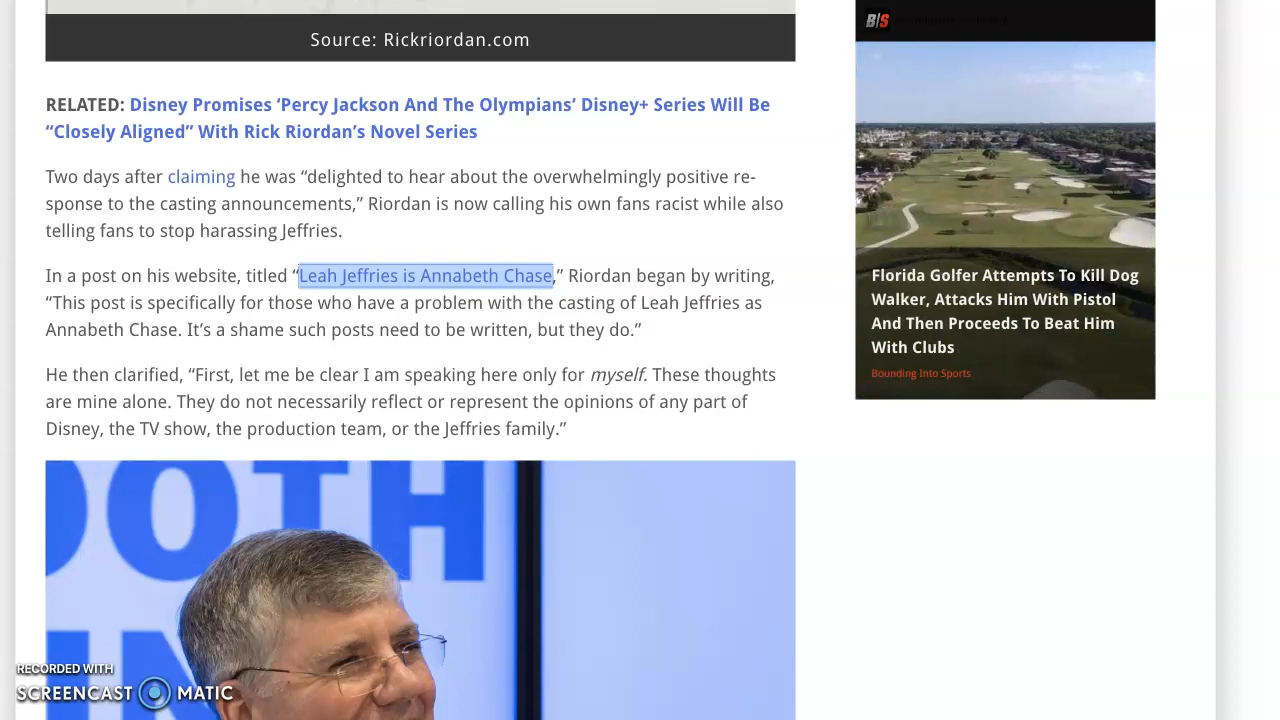 Source: Rickriordan.com
RELATED: Disney Promises ‘Percy Jackson And The Olympians’ Disney+ Series Will Be
“Closely Aligned” With Rick Riordan’s Novel Series
Two days after claiming he was “delighted to hear about the overwhelmingly positive re-
sponse to the casting announcements,” Riordan is now calling his own fans racist while also
telling fans to stop harassing Jeffries.
In a post on his website, titled “Leah Jeffries is Annabeth Chase,” Riordan began by writing,
“This post is specifically for those who have a problem with the casting of Leah Jeffries as
Annabeth Chase. It’s a shame such posts need to be written, but they do.”
He then clarified, “First, let me be clear I am speaking here only for myself. These thoughts
are mine alone. They do not necessarily reflect or represent the opinions of any part of
Disney, the TV show, the production team, or the Jeffries family.”
OOTH
IN
RECORDED WITH
SCREENCAST MATIC
B/S
Florida Golfer Attempts To Kill Dog
Walker, Attacks Him With Pistol
And Then Proceeds To Beat Him
With Clubs
Bounding Into Sports